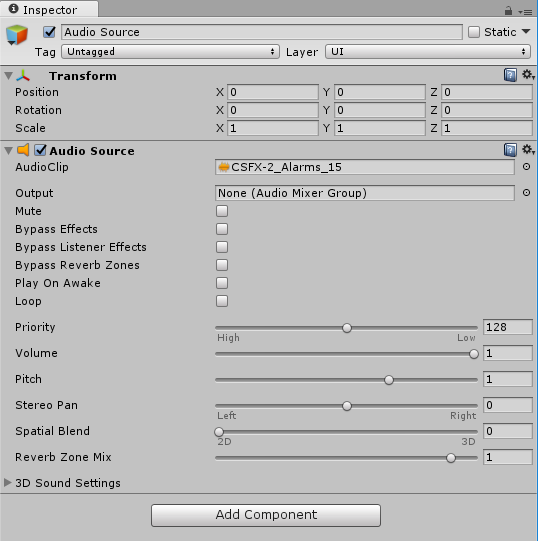 Inspector
Audio Source Static
Tag Untagged Layer UI
Transform
Position X 0 Y 0 Z 0
Rotation X 0 Y 0 Z 0
Scale X 1 Y 1 Z 1
Audio Source
AudioClip CSFX-2_Alarms_15
Output None (Audio Mixer Group)
Mute
Bypass Effects
Bypass Listener Effects
Bypass Reverb Zones
Play On Awake
Loop
Priority 128
High Low
Volume 1
Pitch 1
Stereo Pan 0
Left Right
Spatial Blend 0
2D 3D
Reverb Zone Mix 1
3D Sound Settings
Add Component